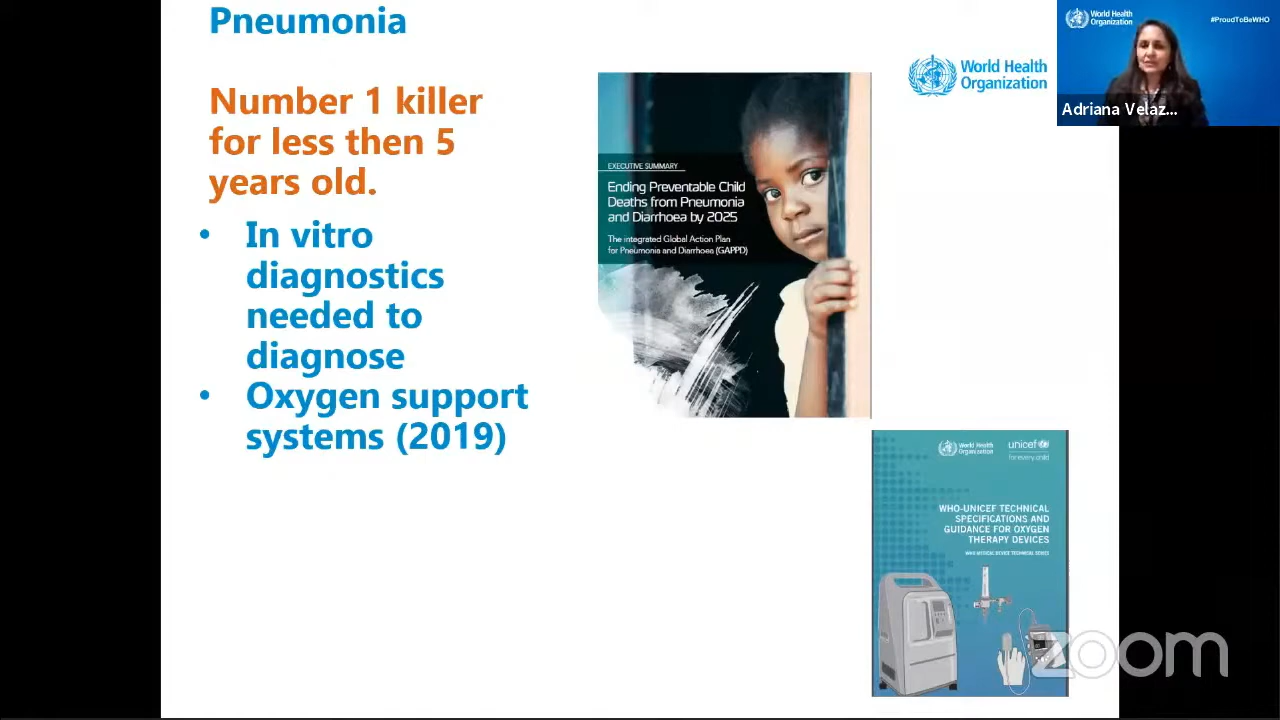 Pneumonia
Number 1 killer
for less then 5
years old.
• In vitro
diagnostics
needed to
diagnose
• Oxygen support
systems (2019)
EXECUTIVE SUMMARY
Ending Preventable Child
Deaths from Pneumonia
and Diarrhoea by 2025
The integrated Global Action Plan
for Pneumonia and Diarrhoea (GAPPD)
World Health
Organization
World Health
Organization
#ProudToBeWHO
Adriana Velaz...
World Health
Organization
unicef
for every child
WHO-UNICEF TECHNICAL
SPECIFICATIONS AND
GUIDANCE FOR OXYGEN
THERAPY DEVICES
WHO MEDICAL DEVICE TECHNICAL SERIES
zoom